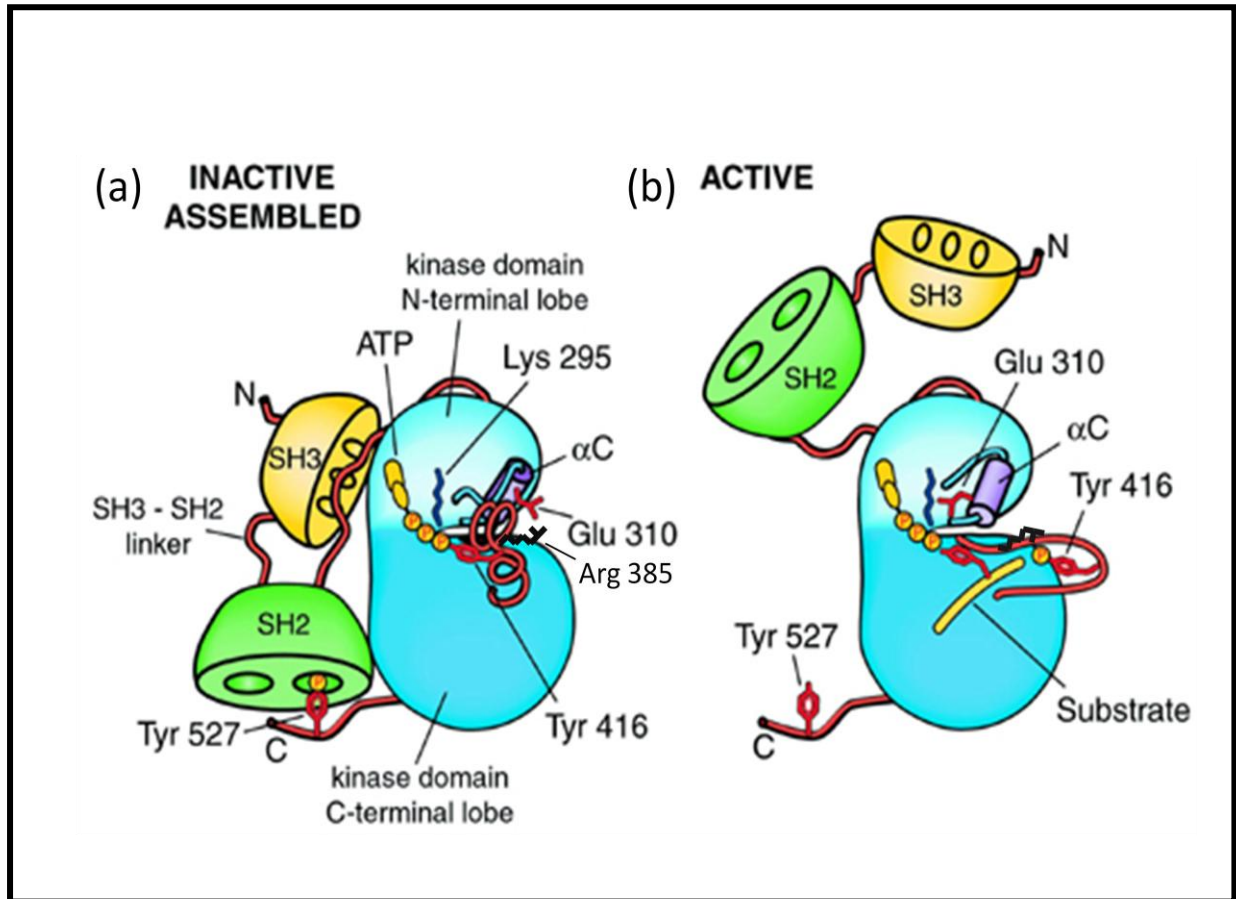 (a) INACTIVE
ASSEMBLED
kinase domain
N-terminal lobe
ATP
Lys 295
N
SH3
αC
SH3 - SH2
linker
Glu 310
Arg 385
SH2
P
P
P
P
Tyr 527
C
Tyr 416
kinase domain
C-terminal lobe
(b) ACTIVE
N
SH3
SH2
Glu 310
αC
Tyr 416
P
P
P
P
Tyr 527
C
Substrate